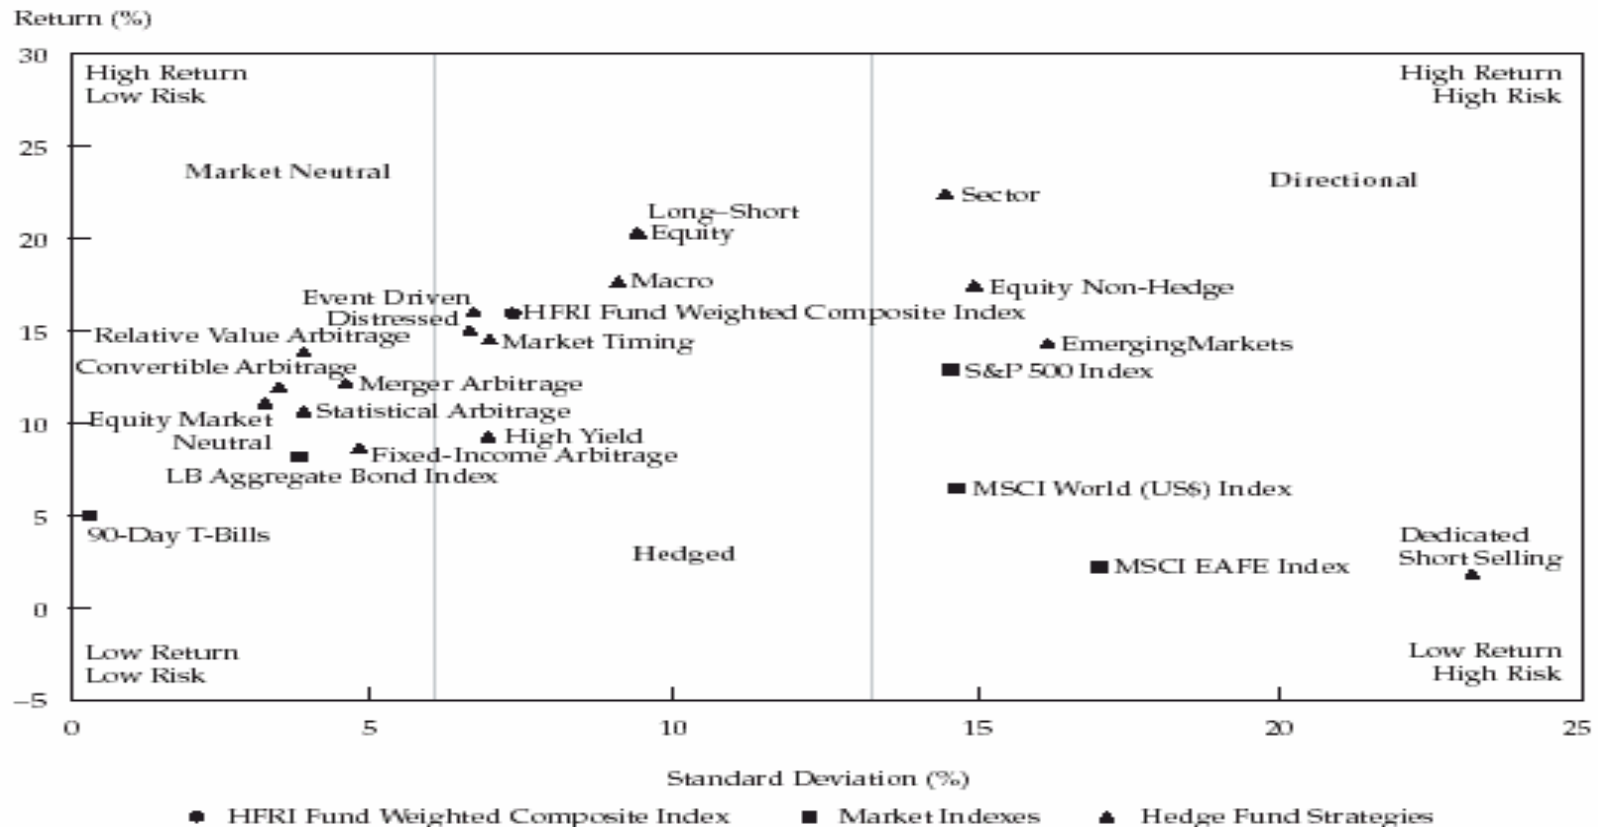 Return (%)
30
High Return
Low Risk
High Return
High Risk
25
Market Neutral
Directional
Sector
Long–Short
Equity
20
Macro
Equity Non-Hedge
Event Driven
HFRI Fund Weighted Composite Index
Distressed
15
Relative Value Arbitrage
Market Timing
EmergingMarkets
Convertible Arbitrage
S&P 500 Index
Merger Arbitrage
Statistical Arbitrage
10
Equity Market
Neutral
High Yield
Fixed-Income Arbitrage
LB Aggregate Bond Index
MSCI World (US$) Index
5
90-Day T-Bills
Dedicated
Short Selling
Hedged
MSCI EAFE Index
0
Low Return
Low Risk
Low Return
High Risk
–5
0 5 10 15 20 25
Standard Deviation (%)
HFRI Fund Weighted Composite Index Market Indexes Hedge Fund Strategies